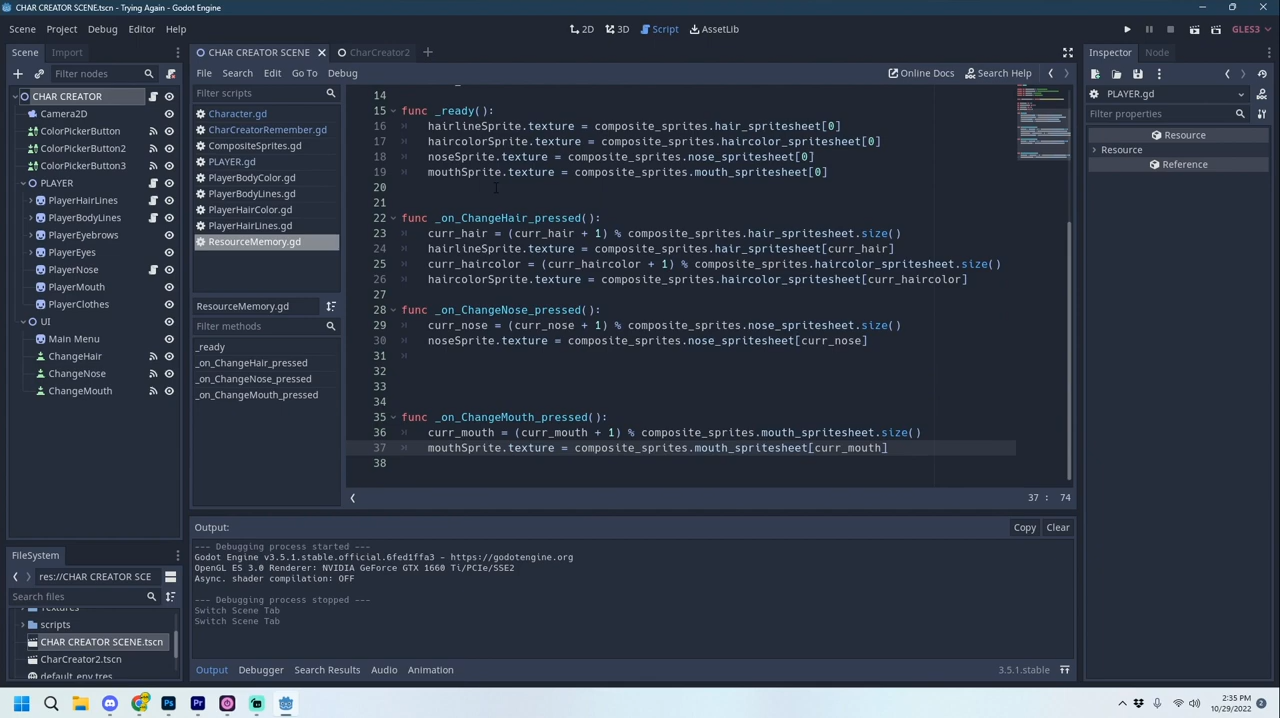 CHAR CREATOR SCENE.tscn - Trying Again - Godot Engine
Scene Project Debug Editor Help
2D 3D Script AssetLib
GLES3
Scene Import
Filter nodes
CHAR CREATOR
Camera2D
ColorPickerButton
ColorPickerButton2
ColorPickerButton3
PLAYER
PlayerHairLines
PlayerBodyLines
PlayerEyebrows
PlayerEyes
PlayerNose
PlayerMouth
PlayerClothes
UI
Main Menu
ChangeHair
ChangeNose
ChangeMouth
FileSystem
res://CHAR CREATOR SCE
Search files
scripts
CHAR CREATOR SCENE.tscn
CharCreator2.tscn
default_env.tres
CHAR CREATOR SCENE CharCreator2
File Search Edit Go To Debug
Online Docs Search Help
Filter scripts
Character.gd
CharCreatorRemember.gd
CompositeSprites.gd
PLAYER.gd
PlayerBodyColor.gd
PlayerBodyLines.gd
PlayerHairColor.gd
PlayerHairLines.gd
ResourceMemory.gd
ResourceMemory.gd
Filter methods
_ready
_on_ChangeHair_pressed
_on_ChangeNose_pressed
_on_ChangeMouth_pressed
14
15 func _ready():
16 hairlineSprite.texture = composite_sprites.hair_spritesheet[0]
17 haircolorSprite.texture = composite_sprites.haircolor_spritesheet[0]
18 noseSprite.texture = composite_sprites.nose_spritesheet[0]
19 mouthSprite.texture = composite_sprites.mouth_spritesheet[0]
20
21
22 func _on_ChangeHair_pressed():
23 curr_hair = (curr_hair + 1) % composite_sprites.hair_spritesheet.size()
24 hairlineSprite.texture = composite_sprites.hair_spritesheet[curr_hair]
25 curr_haircolor = (curr_haircolor + 1) % composite_sprites.haircolor_spritesheet.size()
26 haircolorSprite.texture = composite_sprites.haircolor_spritesheet[curr_haircolor]
27
28 func _on_ChangeNose_pressed():
29 curr_nose = (curr_nose + 1) % composite_sprites.nose_spritesheet.size()
30 noseSprite.texture = composite_sprites.nose_spritesheet[curr_nose]
31
32
33
34
35 func _on_ChangeMouth_pressed():
36 curr_mouth = (curr_mouth + 1) % composite_sprites.mouth_spritesheet.size()
37 mouthSprite.texture = composite_sprites.mouth_spritesheet[curr_mouth]
38
37 : 74
Output:
Copy Clear
--- Debugging process started ---
Godot Engine v3.5.1.stable.official.6fed1ffa3 - https://godotengine.org
OpenGL ES 3.0 Renderer: NVIDIA GeForce GTX 1660 Ti/PCIe/SSE2
Async. shader compilation: OFF
--- Debugging process stopped ---
Switch Scene Tab
Switch Scene Tab
Output Debugger Search Results Audio Animation
3.5.1.stable
Inspector Node
PLAYER.gd
Filter properties
Resource
Resource
Reference
2:35 PM
10/29/2022